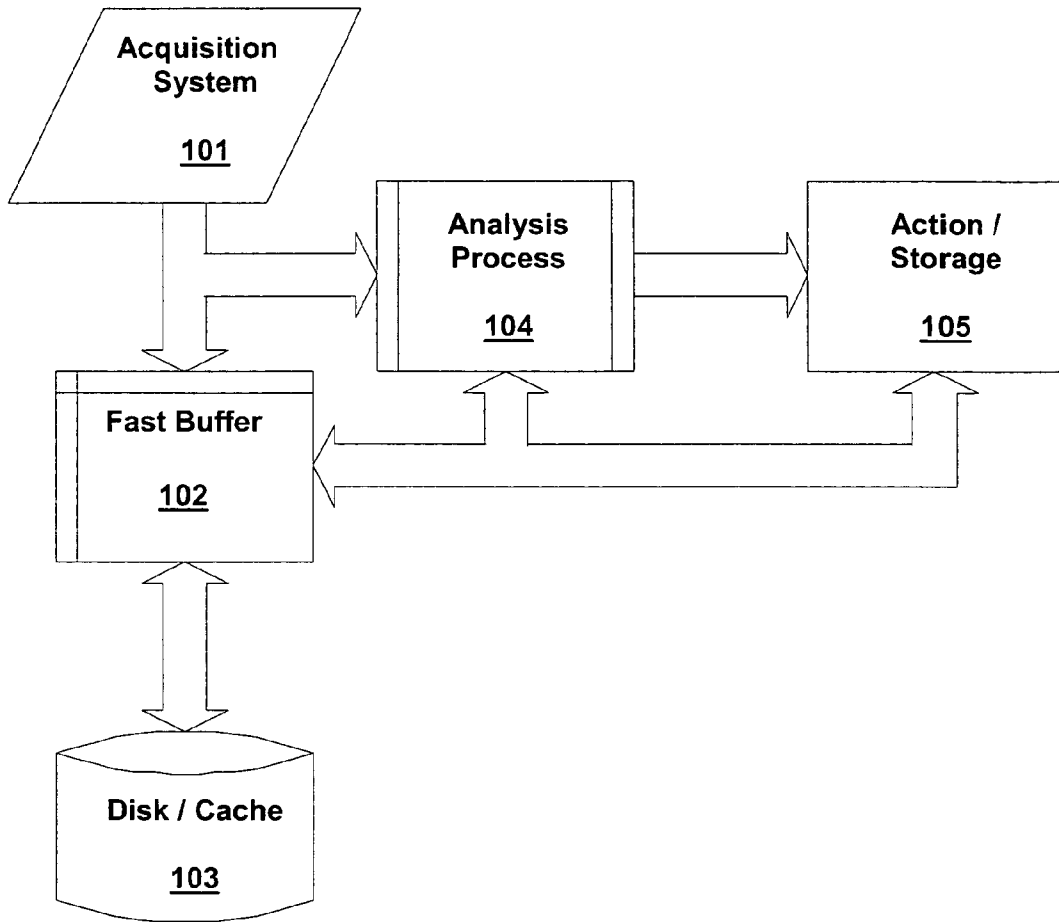 Acquisition
System
101
Analysis
Process
104
Action /
Storage
105
Fast Buffer
102
Disk / Cache
103